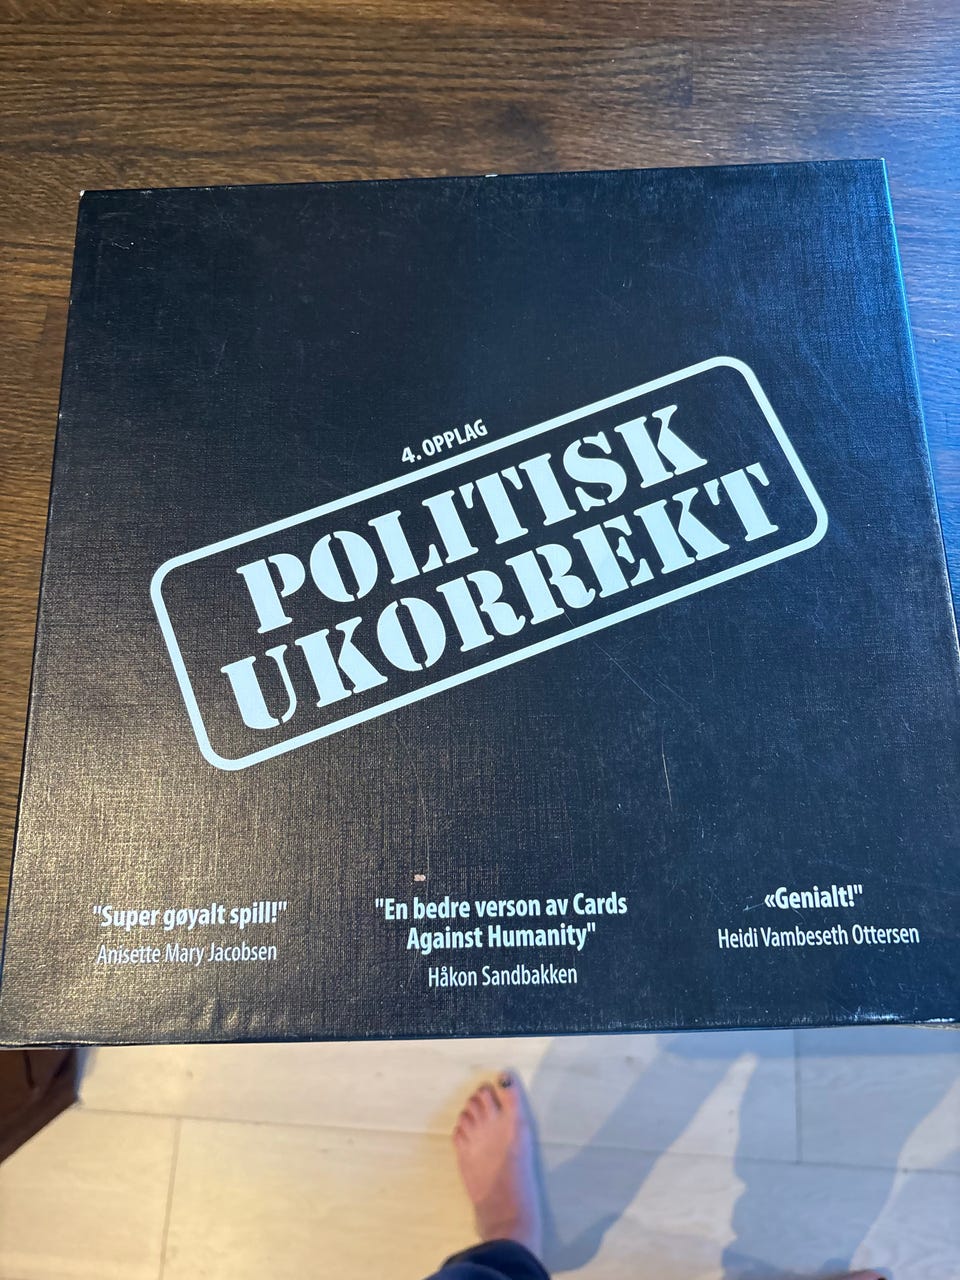 4. OPPLAG
POLITISK
UKORREKT
"Super gøyalt spill!"
Anisette Mary Jacobsen
"En bedre verson av Cards
Against Humanity"
Håkon Sandbakken
«Genialt!"
Heidi Vambeseth Ottersen